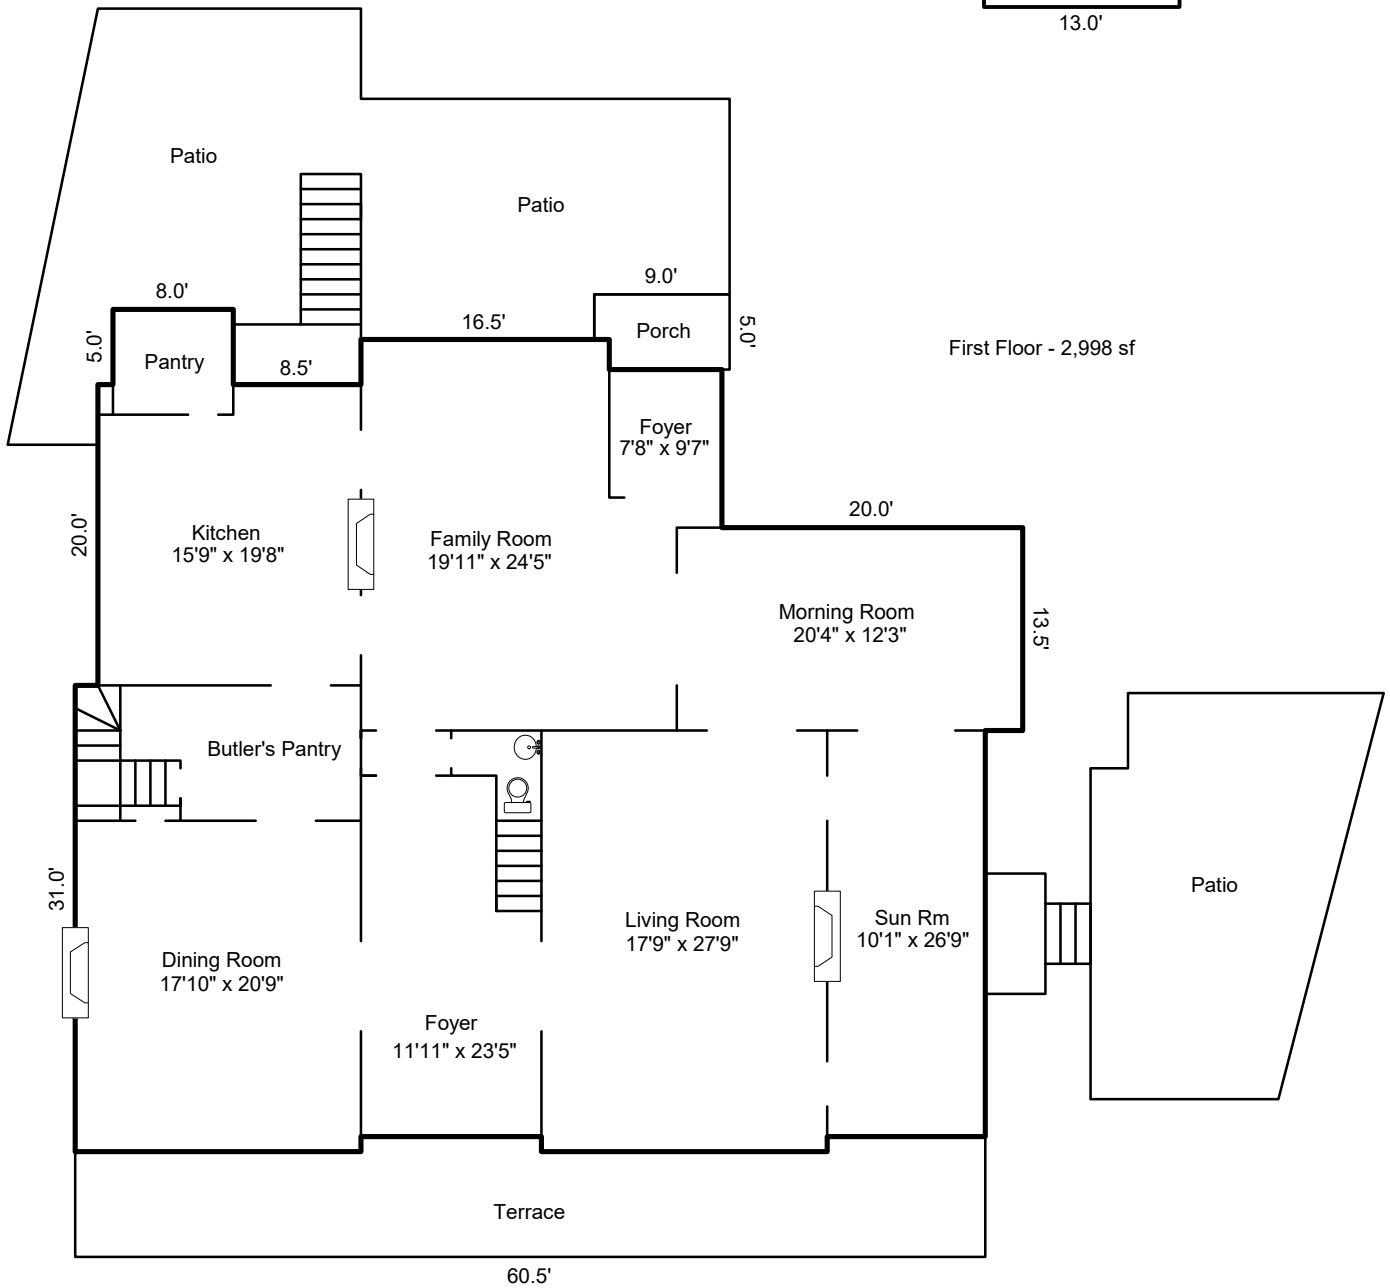 13.0'
Patio
Patio
9.0'
8.0'
16.5'
Porch
5.0'
5.0'
First Floor - 2,998 sf
Pantry
8.5'
Foyer
7'8" x 9'7"
20.0'
20.0'
Kitchen
15'9" x 19'8"
Family Room
19'11" x 24'5"
Morning Room
20'4" x 12'3"
13.5'
Butler's Pantry
31.0'
Patio
Living Room
17'9" x 27'9"
Sun Rm
10'1" x 26'9"
Dining Room
17'10" x 20'9"
Foyer
11'11" x 23'5"
Terrace
60.5'